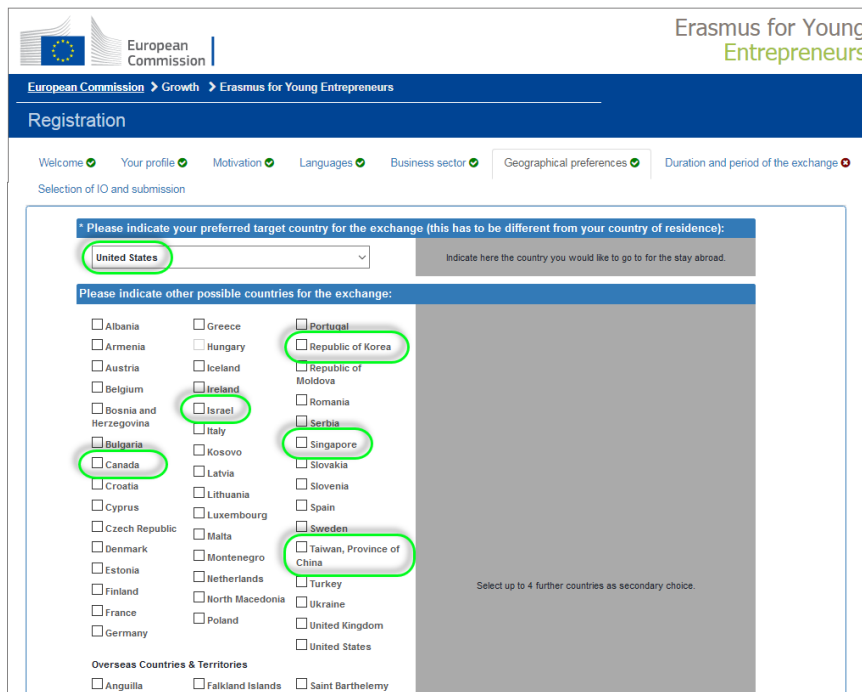 European
Commission
Erasmus for Young
Entrepreneurs
European Commission > Growth > Erasmus for Young Entrepreneurs
Registration
Welcome
Your profile
Motivation
Languages
Business sector
Geographical preferences
Duration and period of the exchange
Selection of IO and submission
* Please indicate your preferred target country for the exchange (this has to be different from your country of residence):
United States
Indicate here the country you would like to go to for the stay abroad.
Please indicate other possible countries for the exchange:
Albania
Armenia
Austria
Belgium
Bosnia and
Herzegovina
Bulgaria
Canada
Croatia
Cyprus
Czech Republic
Denmark
Estonia
Finland
France
Germany
Greece
Hungary
Iceland
Ireland
Israel
Italy
Kosovo
Latvia
Lithuania
Luxembourg
Malta
Montenegro
Netherlands
North Macedonia
Poland
Portugal
Republic of Korea
Republic of
Moldova
Romania
Serbia
Singapore
Slovakia
Slovenia
Spain
Sweden
Taiwan, Province of
China
Turkey
Ukraine
United Kingdom
United States
Select up to 4 further countries as secondary choice.
Overseas Countries & Territories
Anguilla
Falkland Islands
Saint Barthelemy